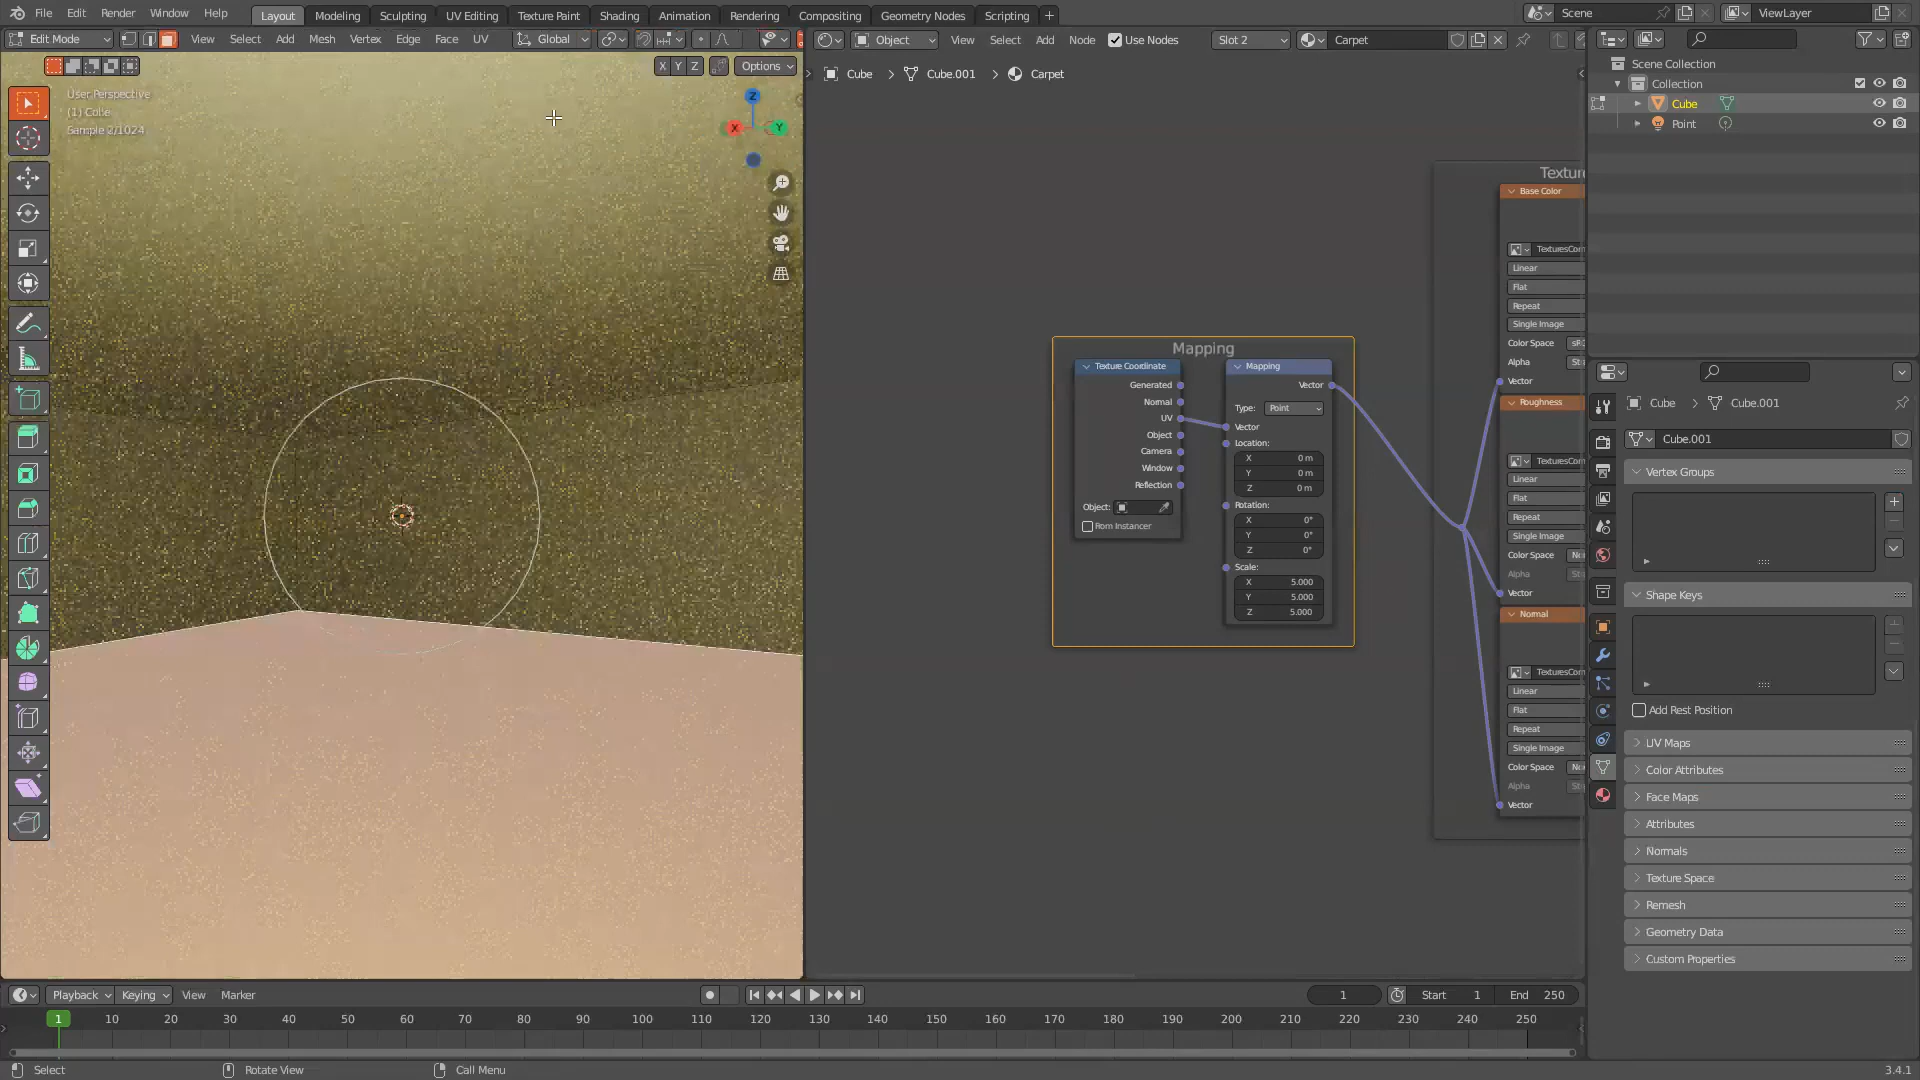 File Edit Render Window Help Layout Modeling Sculpting UV Editing Texture Paint Shading Animation Rendering Compositing Geometry Nodes Scripting + Scene ViewLayer
Edit Mode View Select Add Mesh Vertex Edge Face UV Global Object View Select Add Node Use Nodes Slot 2 Carpet
X Y Z Options
Cube > Cube.001 > Carpet
User Perspective
(1) Cube
Sample 2/1024
Z
X
Y
Scene Collection
Collection
Cube
Point
Mapping
Texture Coordinate
Generated
Normal
UV
Object
Camera
Window
Reflection
Object:
From Instancer
Mapping
Vector
Type: Point
Vector
Location:
X 0 m
Y 0 m
Z 0 m
Rotation:
X 0°
Y 0°
Z 0°
Scale:
X 5.000
Y 5.000
Z 5.000
Base Color
Linear
Flat
Repeat
Single Image
Color Space
Alpha
Vector
Roughness
Linear
Flat
Repeat
Single Image
Color Space
Alpha
Vector
Normal
Linear
Flat
Repeat
Single Image
Color Space
Alpha
Vector
Cube > Cube.001
Cube.001
Vertex Groups
Shape Keys
Add Rest Position
UV Maps
Color Attributes
Face Maps
Attributes
Normals
Texture Space
Remesh
Geometry Data
Custom Properties
Playback Keying View Marker 1 Start 1 End 250
1 10 20 30 40 50 60 70 80 90 100 110 120 130 140 150 160 170 180 190 200 210 220 230 240 250
Select Rotate View Call Menu 3.4.1